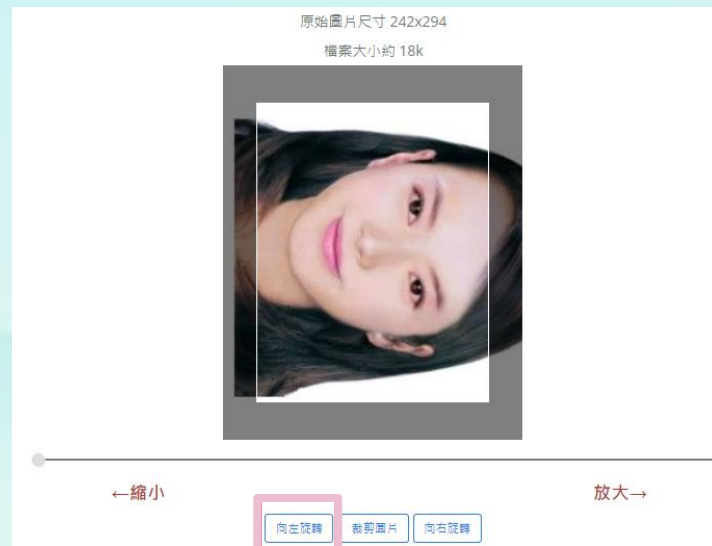 原始圖片尺寸 242x294
檔案大小約 18k
←縮小
放大→
向左旋轉
裁剪圖片
向右旋轉